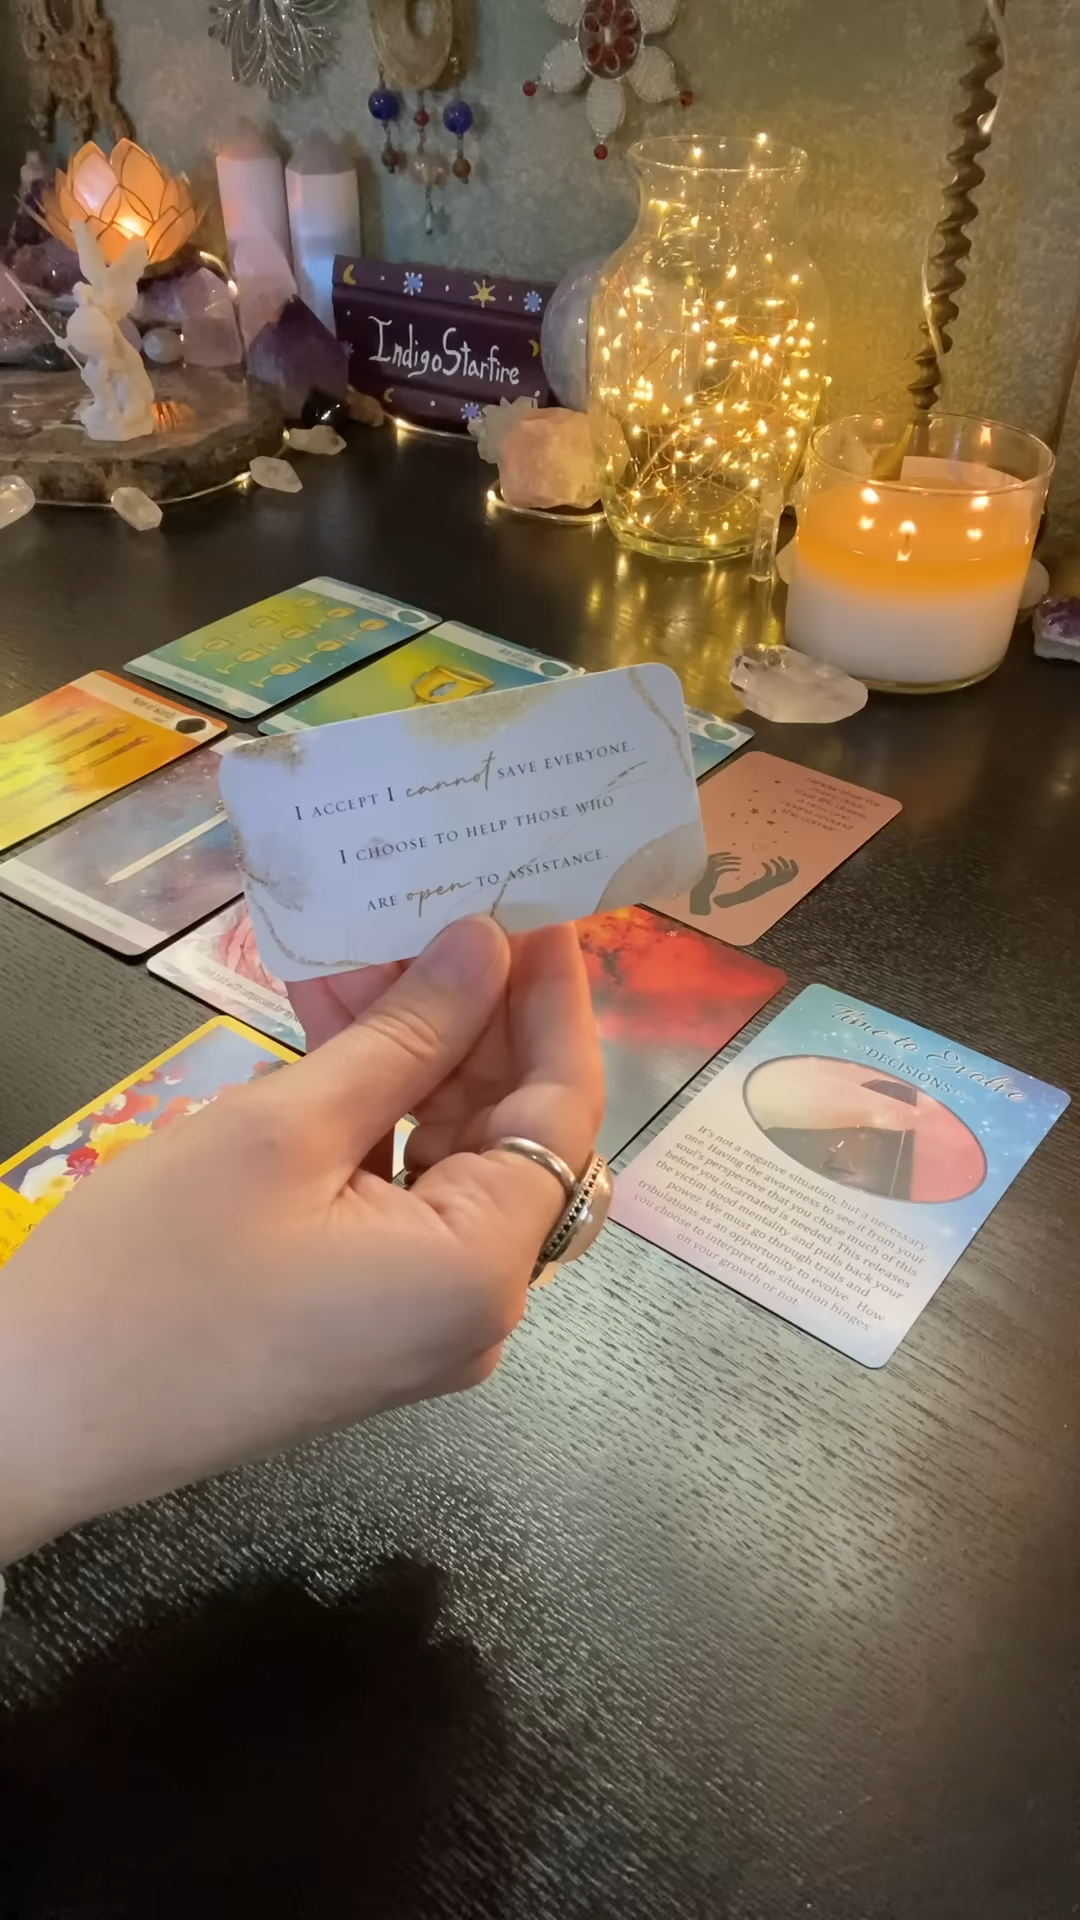 IndigoStarfire
I ACCEPT I cannot SAVE EVERYONE.
I CHOOSE TO HELP THOSE WHO
ARE open TO ASSISTANCE.
Time to Evolve
DECISIONS
It's not a negative situation, but a necessary
one. Having the awareness to see it from your
soul's perspective that you chose much of this
before you incarnated is needed. This releases
the victim-hood mentality and pulls back your
power. We must go through trials and
tribulations as an opportunity to evolve. How
you choose to interpret the situation hinges
on your growth or not.